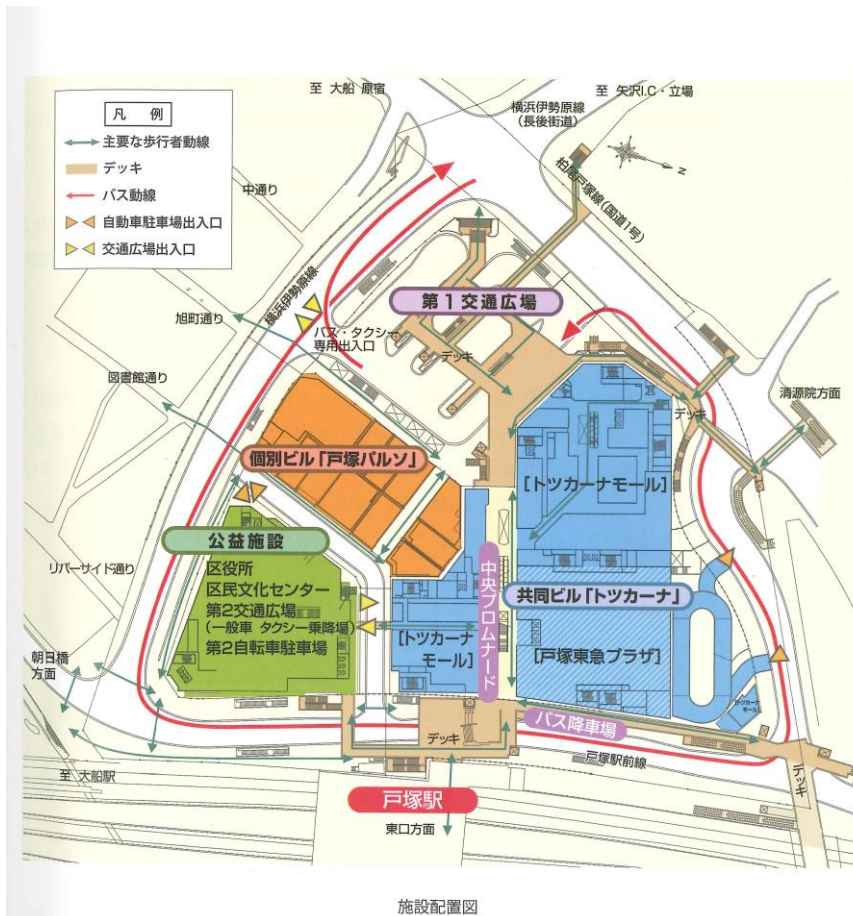 至 大船 原宿
至 矢沢I.C・立場
凡 例
主要な歩行者動線
デッキ
バス動線
自動車駐車場出入口
交通広場出入口
横浜伊勢原線
(長後街道)
柏尾戸塚線(国道1号)
N
中通り
横浜伊勢原線
旭町通り
第1交通広場
バス・タクシー
専用出入口
デッキ
図書館通り
清源院方面
デッキ
個別ビル「戸塚パルソ」
[トツカーナモール]
公益施設
リバーサイド通り
区役所
区民文化センター
第2交通広場
(一般車 タクシー乗降場)
第2自転車駐車場
中央プロムナード
共同ビル「トツカーナ」
[トツカーナ
モール]
[戸塚東急プラザ]
朝日橋
方面
[トツカーナ
モール]
バス降車場
デッキ
戸塚駅前線
至 大船駅
デッキ
戸塚駅
東口方面
施設配置図